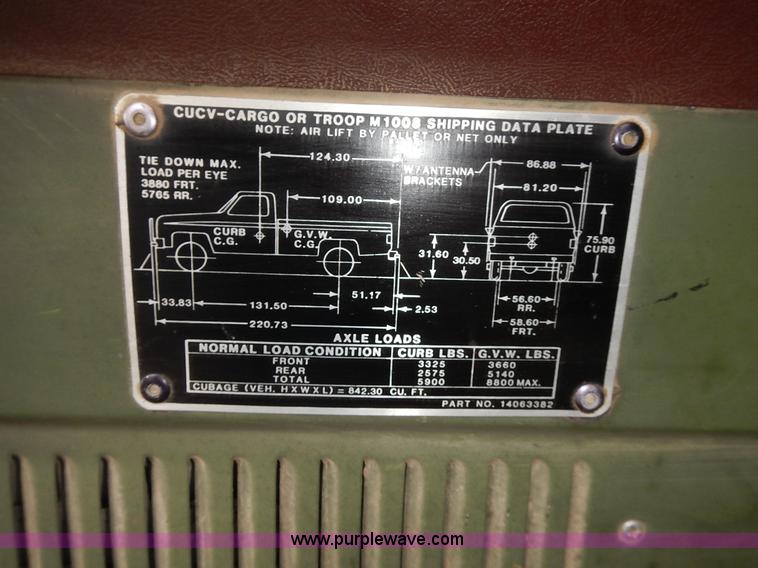 CUCV-CARGO OR TROOP M1008 SHIPPING DATA PLATE
NOTE: AIR LIFT BY PALLET OR NET ONLY
TIE DOWN MAX.
LOAD PER EYE
3880 FRT.
5765 RR.
124.30
109.00
CURB
C.G.
G.V.W.
C.G.
W/ANTENNA
BRACKETS
86.88
81.20
31.60
30.50
75.90
CURB
33.83
131.50
51.17
2.53
220.73
56.60
RR.
58.60
FRT.
AXLE LOADS
NORMAL LOAD CONDITION CURB LBS. G.V.W. LBS.
FRONT 3325 3660
REAR 2575 5140
TOTAL 5900 8800 MAX.
CUBAGE (VEH. HXWXL) = 842.30 CU. FT.
PART NO. 14063382
www.purplewave.com